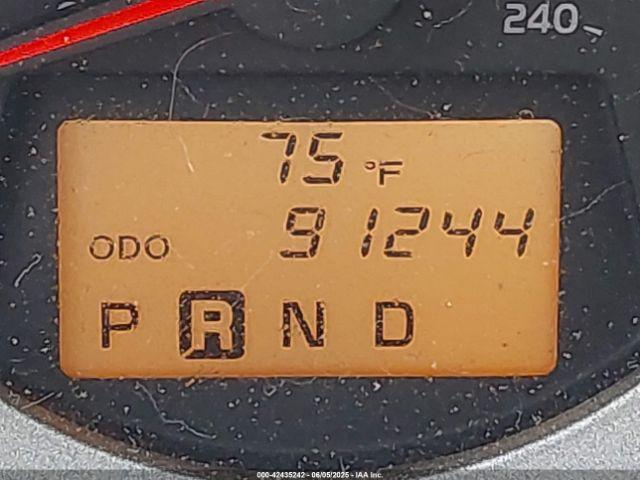 240
75 °F
ODO 91244
P R N D
000-42435242 - 06/05/2025 - © IAA Inc.